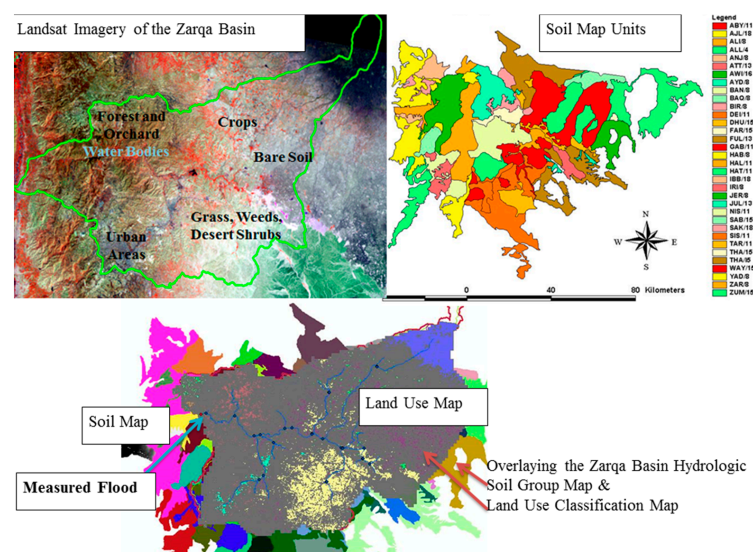 Landsat Imagery of the Zarqa Basin
Forest and
Orchard
Water Bodies
Crops
Bare Soil
Grass, Weeds,
Desert Shrubs
Urban
Areas
Soil Map Units
N
W E
S
0 40 80 Kilometers
Legend
ABY/11
AJL/18
ALI/8
ALL/4
ANJ/8
ATT/13
AWI/16
AYD/8
BAN/8
BAQ/8
BIR/8
DEI/11
DHU/15
FAR/15
FUL/13
GAB/11
HAB/8
HAL/11
HAT/11
IBB/18
IRI/8
JER/8
JUL/13
NIS/11
SAB/15
SAK/18
SIS/11
TAR/11
THA/15
THA/I5
WAY/15
YAD/8
ZAR/8
ZUM/15
Soil Map
Land Use Map
Measured Flood
Overlaying the Zarqa Basin Hydrologic
Soil Group Map &
Land Use Classification Map